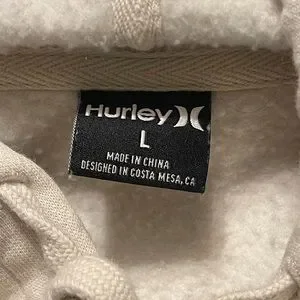 Hurley
L
MADE IN CHINA
DESIGNED IN COSTA MESA, CA